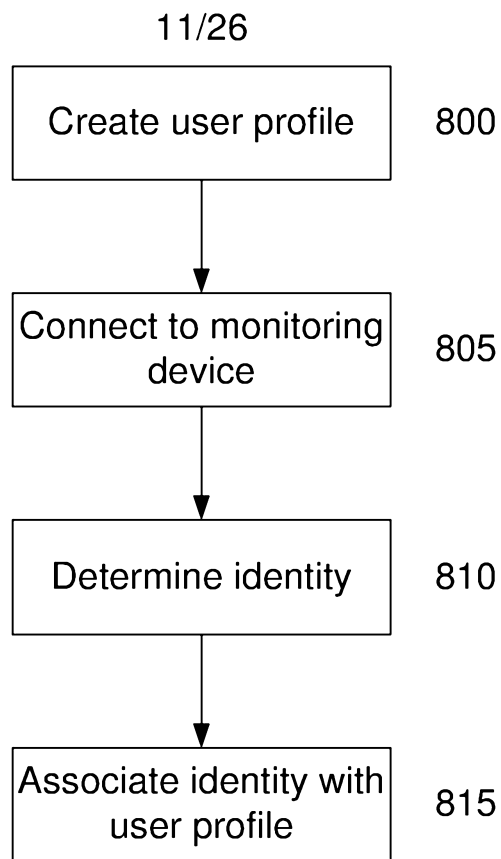 11/26
Create user profile
800
Connect to monitoring
device
805
Determine identity
810
Associate identity with
user profile
815